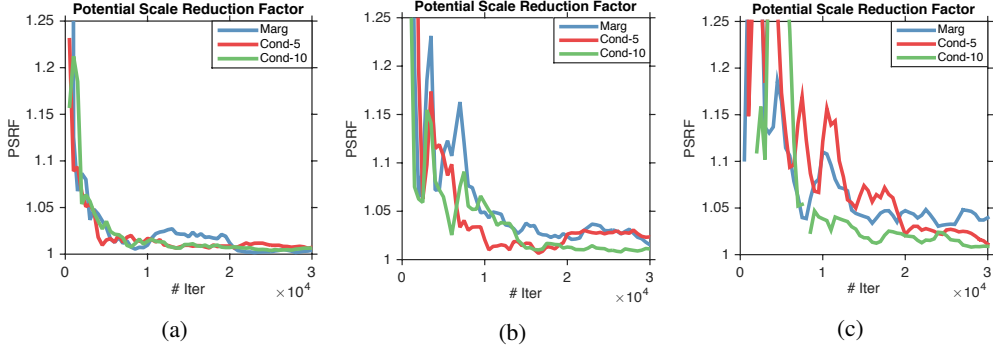 Potential Scale Reduction Factor
1.25
1.2
1.15
1.1
1.05
1
PSRF
Marg
Cond-5
Cond-10
0 1 2 3
# Iter
×10^4
(a)
Potential Scale Reduction Factor
1.25
1.2
1.15
1.1
1.05
1
Marg
Cond-5
Cond-10
0 1 2 3
# Iter
×10^4
(b)
Potential Scale Reduction Factor
1.25
1.2
1.15
1.1
1.05
1
PSRF
Marg
Cond-5
Cond-10
0 1 2 3
# Iter
×10^4
(c)